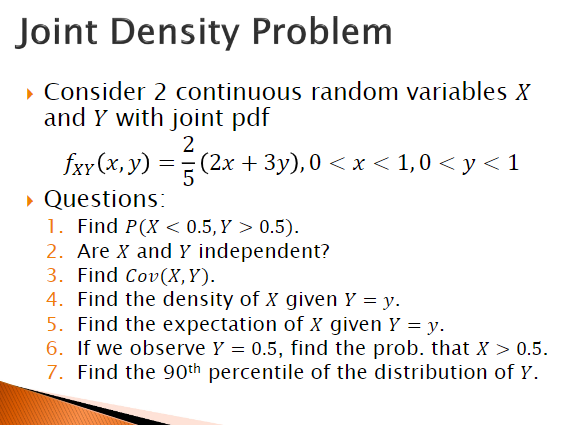 Joint Density Problem
Consider 2 continuous random variables X
and Y with joint pdf
f_{XY}(x, y) = \frac{2}{5}(2x + 3y), 0 < x < 1, 0 < y < 1
Questions:
1. Find P(X < 0.5, Y > 0.5).
2. Are X and Y independent?
3. Find Cov(X, Y).
4. Find the density of X given Y = y.
5. Find the expectation of X given Y = y.
6. If we observe Y = 0.5, find the prob. that X > 0.5.
7. Find the 90th percentile of the distribution of Y.